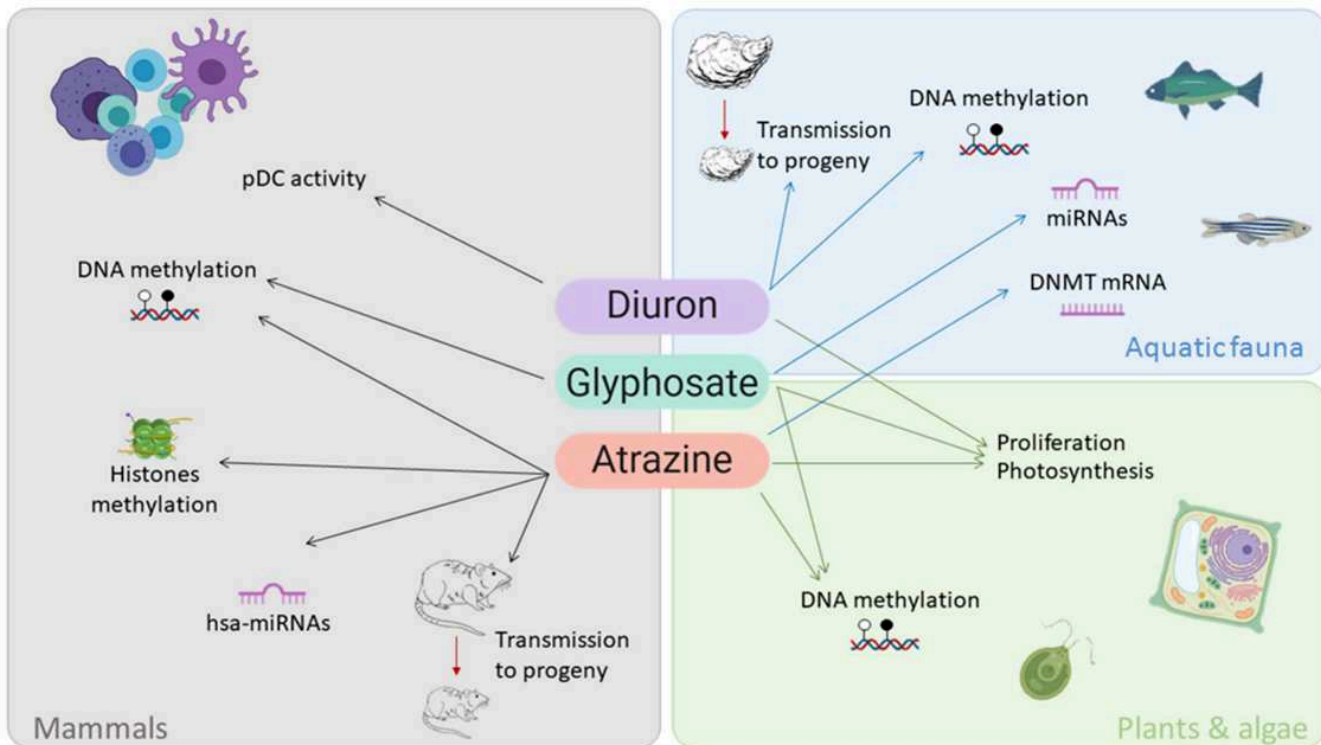 pDC activity
DNA methylation
Histones
methylation
hsa-miRNAs
Transmission
to progeny
Mammals
Diuron
Glyphosate
Atrazine
Transmission
to progeny
DNA methylation
miRNAs
DNMT mRNA
Aquatic fauna
Proliferation
Photosynthesis
DNA methylation
Plants & algae